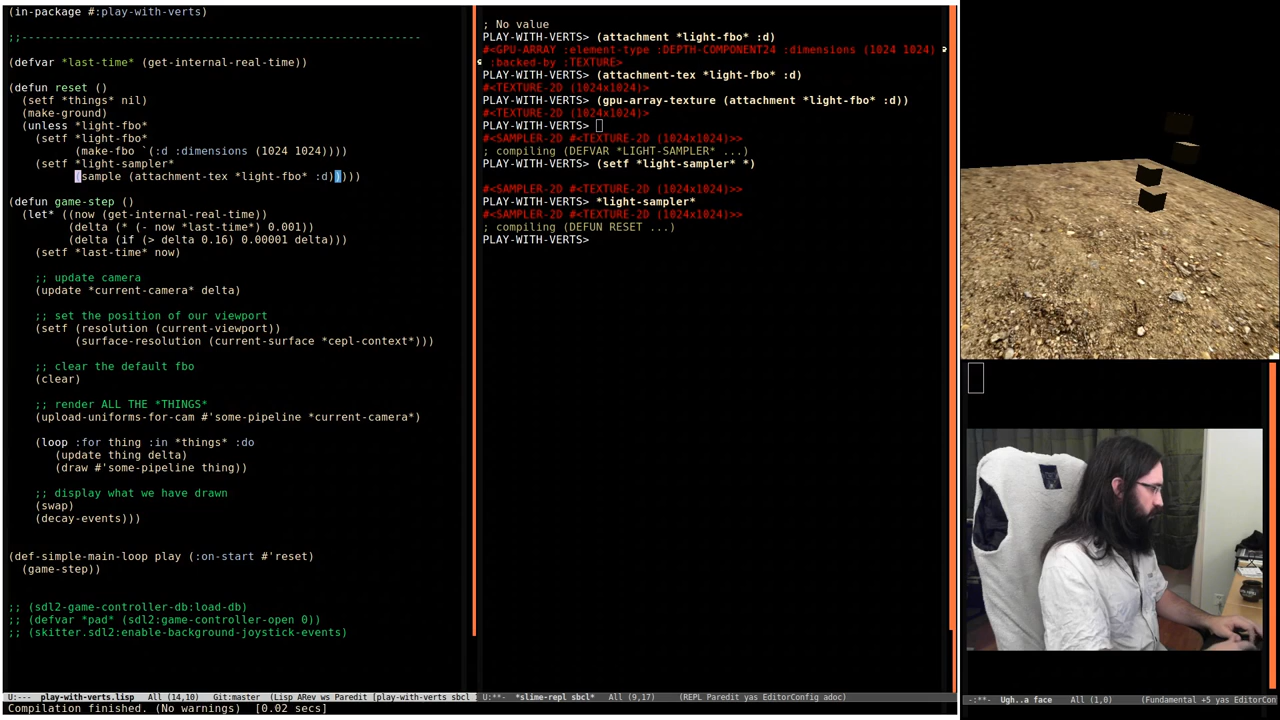 (in-package #:play-with-verts)
;;--------------------------------------------------------------
(defvar *last-time* (get-internal-real-time))
(defun reset ()
  (setf *things* nil)
  (make-ground)
  (unless *light-fbo*
    (setf *light-fbo*
          (make-fbo `(:d :dimensions (1024 1024))))
    (setf *light-sampler*
          (sample (attachment-tex *light-fbo* :d)))))
(defun game-step ()
  (let* ((now (get-internal-real-time))
         (delta (* (- now *last-time*) 0.001))
         (delta (if (> delta 0.16) 0.00001 delta)))
    (setf *last-time* now)
    ;; update camera
    (update *current-camera* delta)
    ;; set the position of our viewport
    (setf (resolution (current-viewport))
          (surface-resolution (current-surface *cepl-context*)))
    ;; clear the default fbo
    (clear)
    ;; render ALL THE *THINGS*
    (upload-uniforms-for-cam #'some-pipeline *current-camera*)
    (loop :for thing :in *things* :do
       (update thing delta)
       (draw #'some-pipeline thing))
    ;; display what we have drawn
    (swap)
    (decay-events)))
(def-simple-main-loop play (:on-start #'reset)
  (game-step))
;; (sdl2-game-controller-db:load-db)
;; (defvar *pad* (sdl2:game-controller-open 0))
;; (skitter.sdl2:enable-background-joystick-events)
U:---  play-with-verts.lisp   All (14,10)   Git:master  (Lisp ARev ws Paredit [play-with-verts sbcl
Compilation finished. (No warnings)  [0.02 secs]
; No value
PLAY-WITH-VERTS> (attachment *light-fbo* :d)
#<GPU-ARRAY :element-type :DEPTH-COMPONENT24 :dimensions (1024 1024)
 :backed-by :TEXTURE>
PLAY-WITH-VERTS> (attachment-tex *light-fbo* :d)
#<TEXTURE-2D (1024x1024)>
PLAY-WITH-VERTS> (gpu-array-texture (attachment *light-fbo* :d))
#<TEXTURE-2D (1024x1024)>
PLAY-WITH-VERTS>
#<SAMPLER-2D #<TEXTURE-2D (1024x1024)>>
; compiling (DEFVAR *LIGHT-SAMPLER* ...)
PLAY-WITH-VERTS> (setf *light-sampler* *)
#<SAMPLER-2D #<TEXTURE-2D (1024x1024)>>
PLAY-WITH-VERTS> *light-sampler*
#<SAMPLER-2D #<TEXTURE-2D (1024x1024)>>
; compiling (DEFUN RESET ...)
PLAY-WITH-VERTS>
U:**-  *slime-repl sbcl*   All (9,17)     (REPL Paredit yas EditorConfig adoc)
-:**-  Ugh..a face    All (1,0)     (Fundamental +5 yas EditorCon